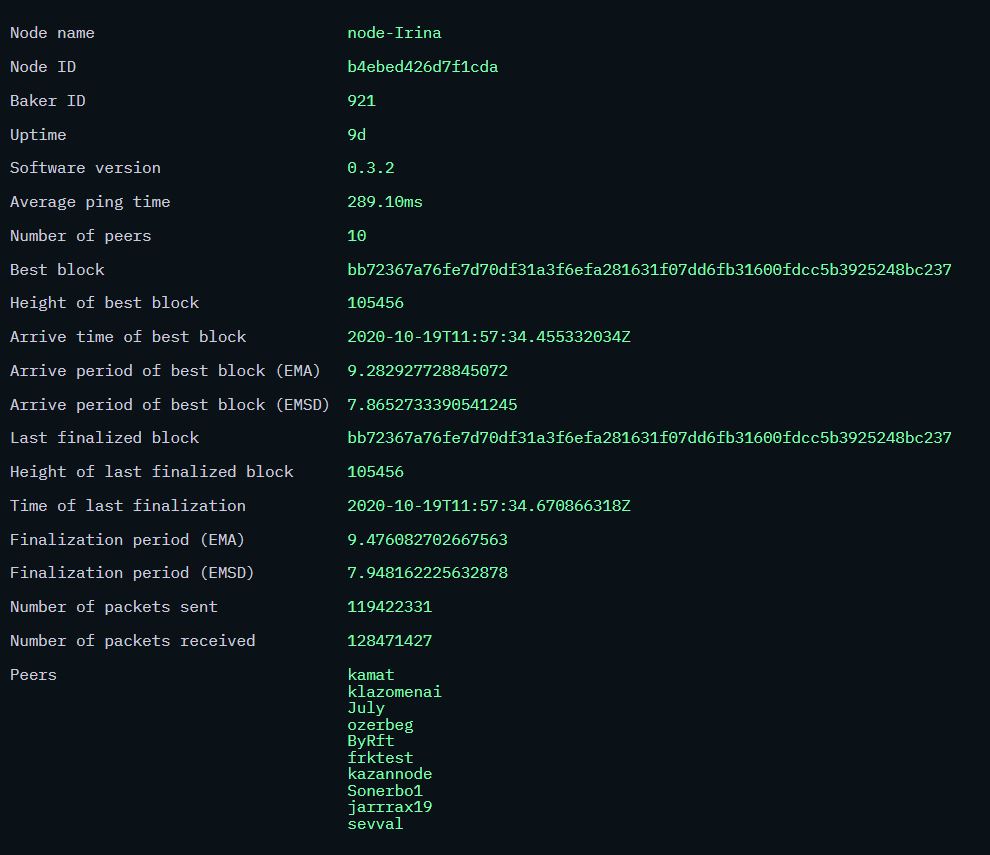 Node name node-Irina
Node ID b4ebed426d7f1cda
Baker ID 921
Uptime 9d
Software version 0.3.2
Average ping time 289.10ms
Number of peers 10
Best block bb72367a76fe7d70df31a3f6efa281631f07dd6fb31600fdcc5b3925248bc237
Height of best block 105456
Arrive time of best block 2020-10-19T11:57:34.455332034Z
Arrive period of best block (EMA) 9.282927728845072
Arrive period of best block (EMSD) 7.8652733390541245
Last finalized block bb72367a76fe7d70df31a3f6efa281631f07dd6fb31600fdcc5b3925248bc237
Height of last finalized block 105456
Time of last finalization 2020-10-19T11:57:34.670866318Z
Finalization period (EMA) 9.476082702667563
Finalization period (EMSD) 7.948162225632878
Number of packets sent 119422331
Number of packets received 128471427
Peers kamat
klazomenai
July
ozerbeg
ByRft
frktest
kazannode
Sonerbo1
jarrrax19
sevval